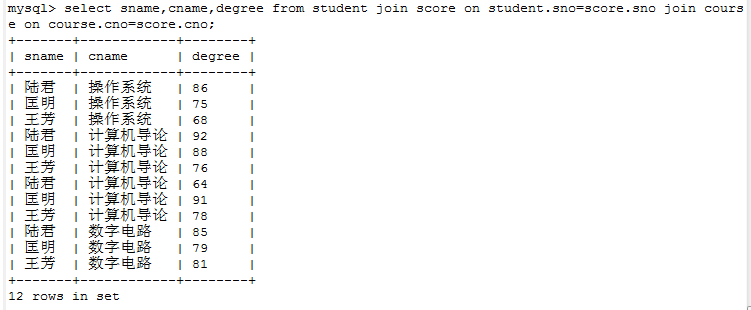 mysql> select sname,cname,degree from student join score on student.sno=score.sno join cours
e on course.cno=score.cno;
+-------+------------+--------+
| sname | cname      | degree |
+-------+------------+--------+
| 陆君  | 操作系统   | 86     |
| 匡明  | 操作系统   | 75     |
| 王芳  | 操作系统   | 68     |
| 陆君  | 计算机导论 | 92     |
| 匡明  | 计算机导论 | 88     |
| 王芳  | 计算机导论 | 76     |
| 陆君  | 计算机导论 | 64     |
| 匡明  | 计算机导论 | 91     |
| 王芳  | 计算机导论 | 78     |
| 陆君  | 数字电路   | 85     |
| 匡明  | 数字电路   | 79     |
| 王芳  | 数字电路   | 81     |
+-------+------------+--------+
12 rows in set